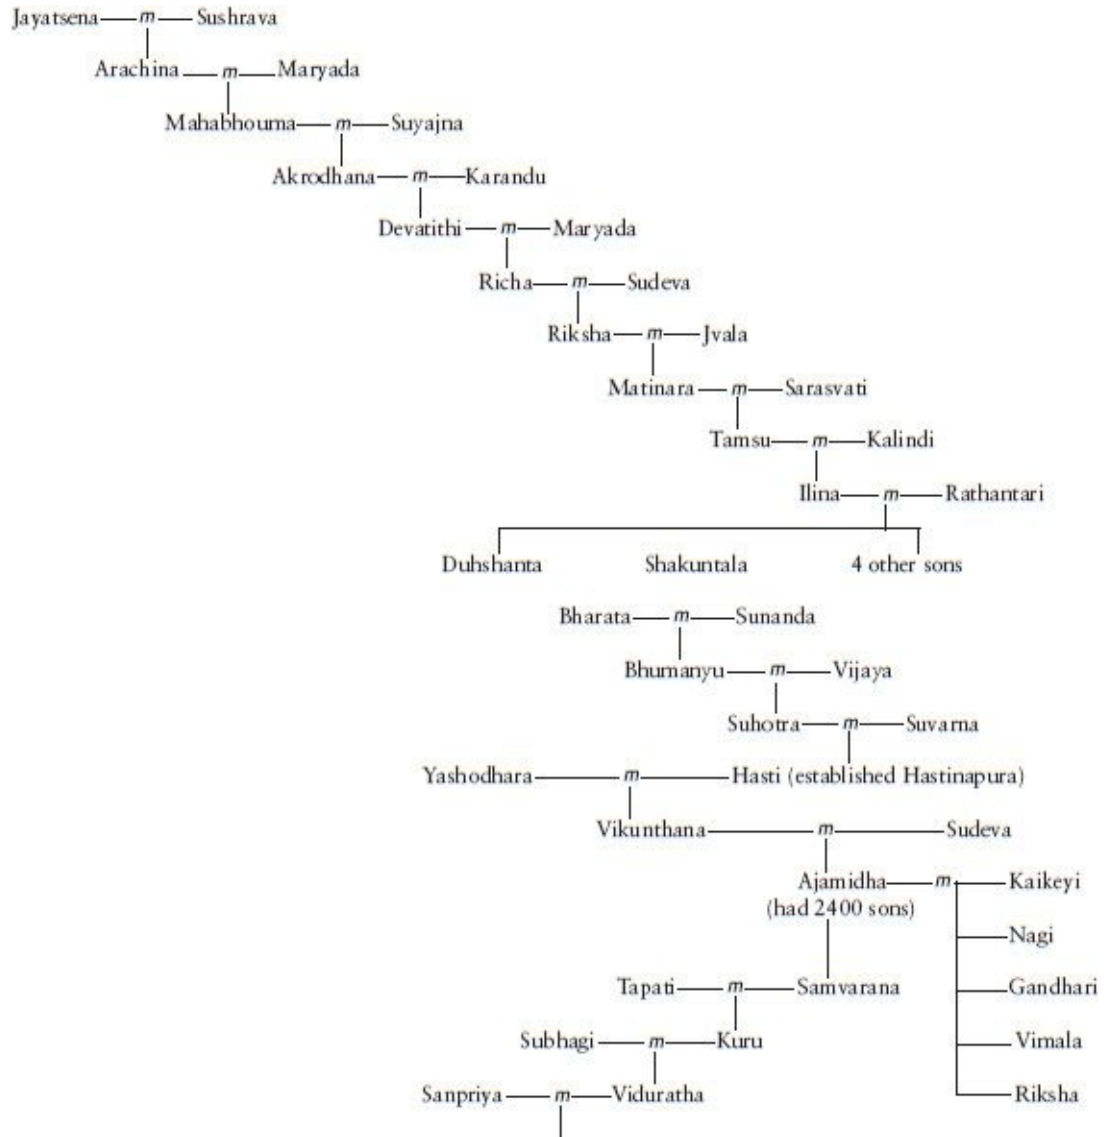 Jayatsena m Sushrava
Arachina m Maryada
Mahabhouma m Suyajna
Akrodhana m Karandu
Devatithi m Maryada
Richa m Sudeva
Riksha m Jvala
Matinara m Sarasvati
Tamsu m Kalindi
Ilina m Rathantari
Duhshanta Shakuntala 4 other sons
Bharata m Sunanda
Bhumanyu m Vijaya
Suhotra m Suvarna
Yashodhara m Hasti (established Hastinapura)
Vikunthana m Sudeva
Ajamidha m Kaikeyi
(had 2400 sons)
Nagi
Tapati m Samvarana Gandhari
Subhagi m Kuru Vimala
Sanpriya m Viduratha Riksha